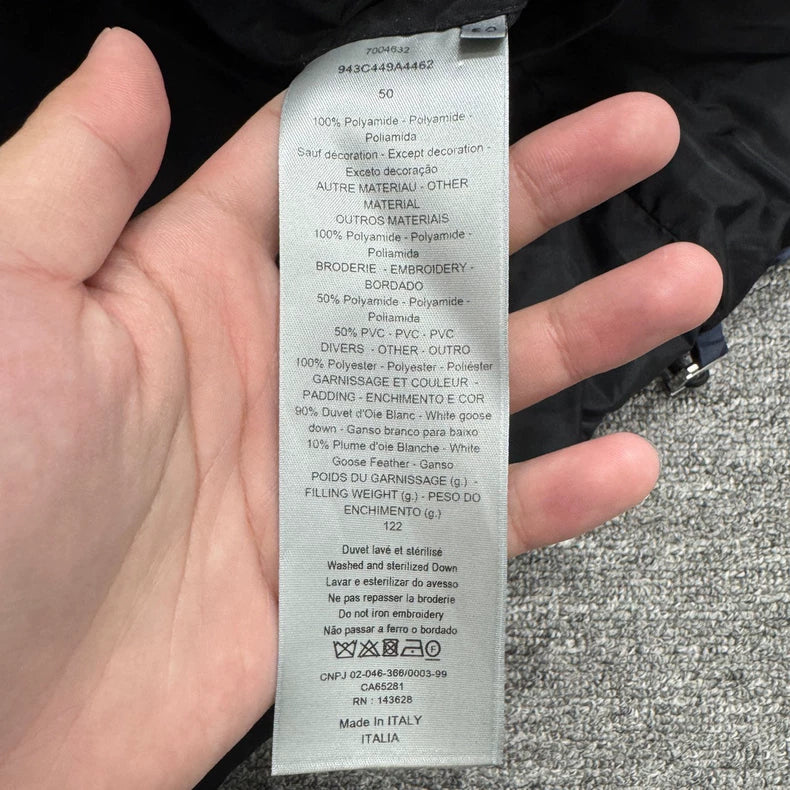 50
7004632
943C449A4462
50
100% Polyamide - Polyamide -
Poliamida
Sauf décoration - Except decoration -
Exceto decoração
AUTRE MATERIAU - OTHER
MATERIAL
OUTROS MATERIAIS
100% Polyamide - Polyamide -
Poliamida
BRODERIE - EMBROIDERY -
BORDADO
50% Polyamide - Polyamide -
Poliamida
50% PVC - PVC - PVC
DIVERS - OTHER - OUTRO
100% Polyester - Polyester - Poliéster
GARNISSAGE ET COULEUR -
PADDING - ENCHIMENTO E COR
90% Duvet d'Oie Blanc - White goose
down - Ganso branco para baixo
10% Plume d'oie Blanche - White
Goose Feather - Ganso
POIDS DU GARNISSAGE (g.) -
FILLING WEIGHT (g.) - PESO DO
ENCHIMENTO (g.)
122
Duvet lavé et stérilisé
Washed and sterilized Down
Lavar e esterilizar do avesso
Ne pas repasser la broderie
Do not iron embroidery
Não passar a ferro o bordado
F
CNPJ 02-046-366/0003-99
CA65281
RN : 143628
Made In ITALY
ITALIA